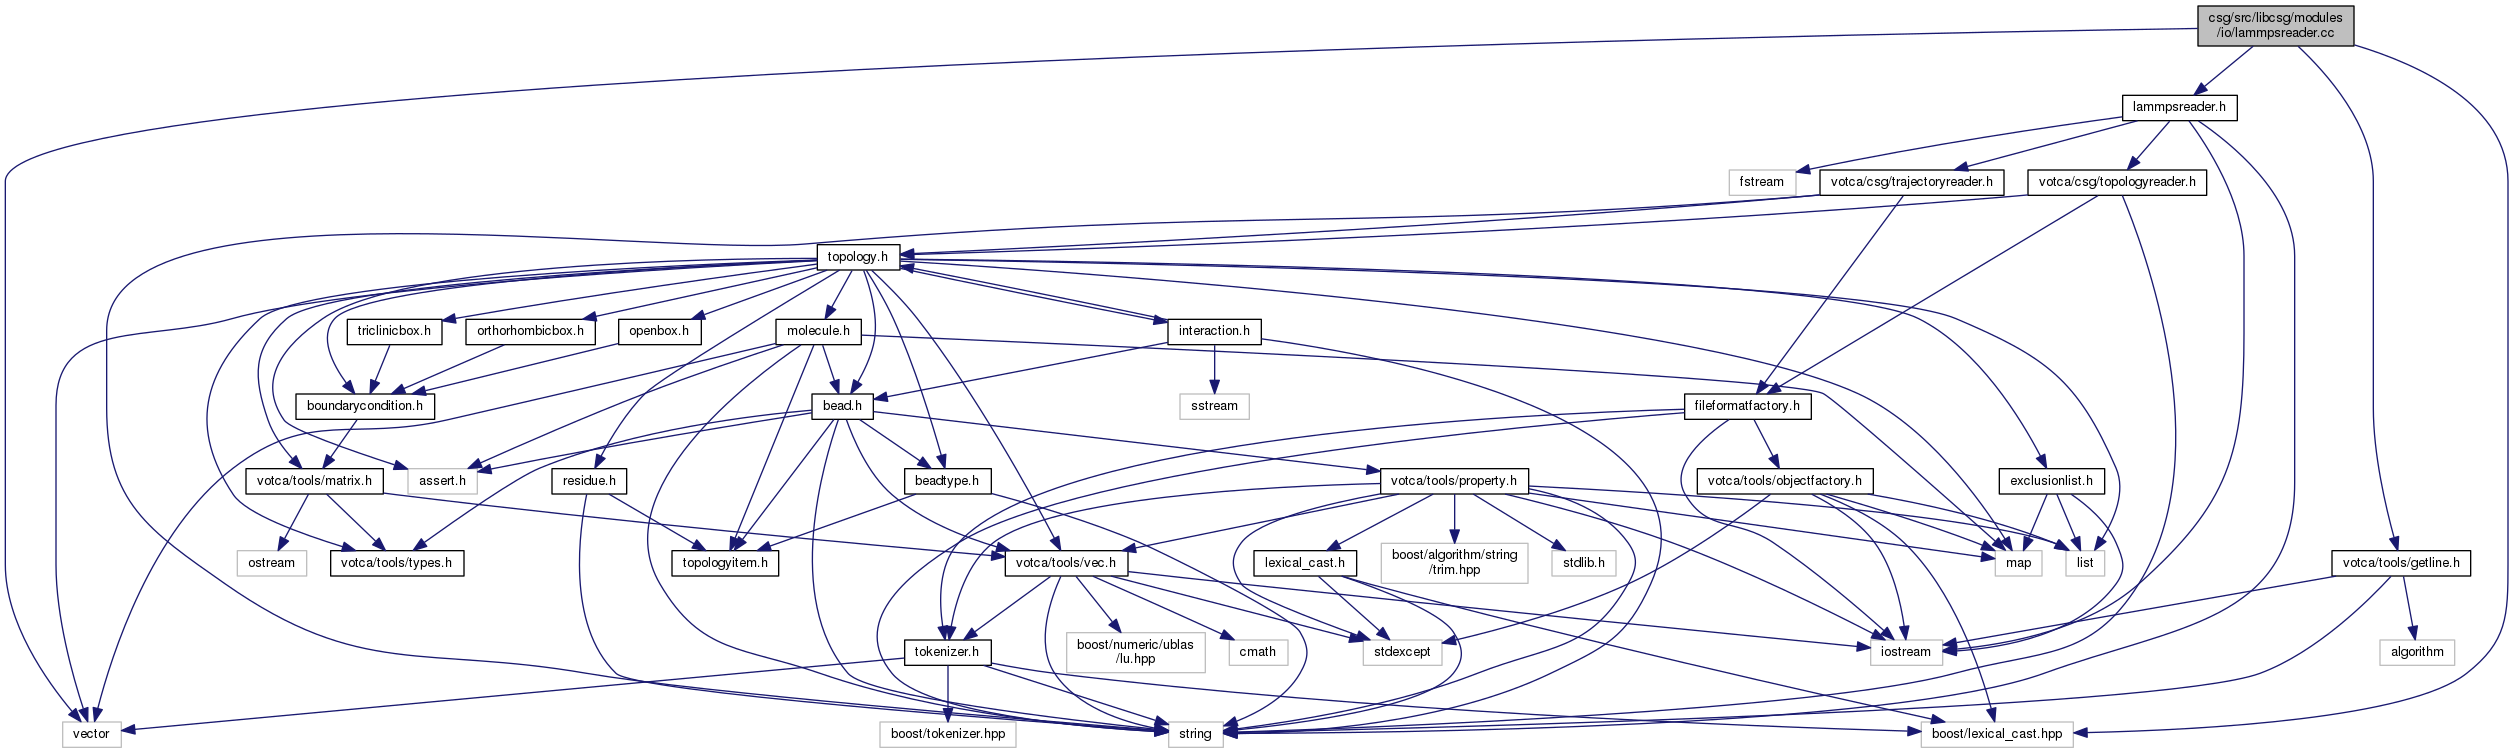 csg/src/libcsg/modules
/io/lammpsreader.cc
lammpsreader.h
fstream
votca/csg/trajectoryreader.h
votca/csg/topologyreader.h
topology.h
triclinicbox.h
orthorhombicbox.h
openbox.h
molecule.h
interaction.h
boundarycondition.h
bead.h
sstream
fileformatfactory.h
votca/tools/matrix.h
assert.h
residue.h
beadtype.h
votca/tools/property.h
votca/tools/objectfactory.h
exclusionlist.h
ostream
votca/tools/types.h
topologyitem.h
votca/tools/vec.h
lexical_cast.h
boost/algorithm/string
/trim.hpp
stdlib.h
map
list
votca/tools/getline.h
tokenizer.h
boost/numeric/ublas
/lu.hpp
cmath
stdexcept
iostream
algorithm
vector
boost/tokenizer.hpp
string
boost/lexical_cast.hpp